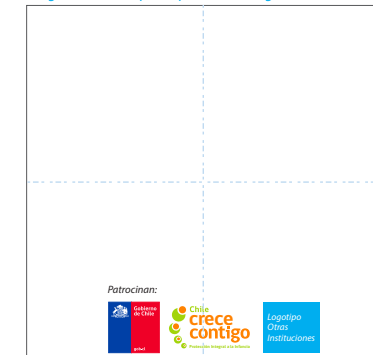 Patrocinan:
Gobierno
de Chile
gob.cl
Chile
crece
contigo
Protección Integral a la Infancia
Logotipo
Otras
Instituciones